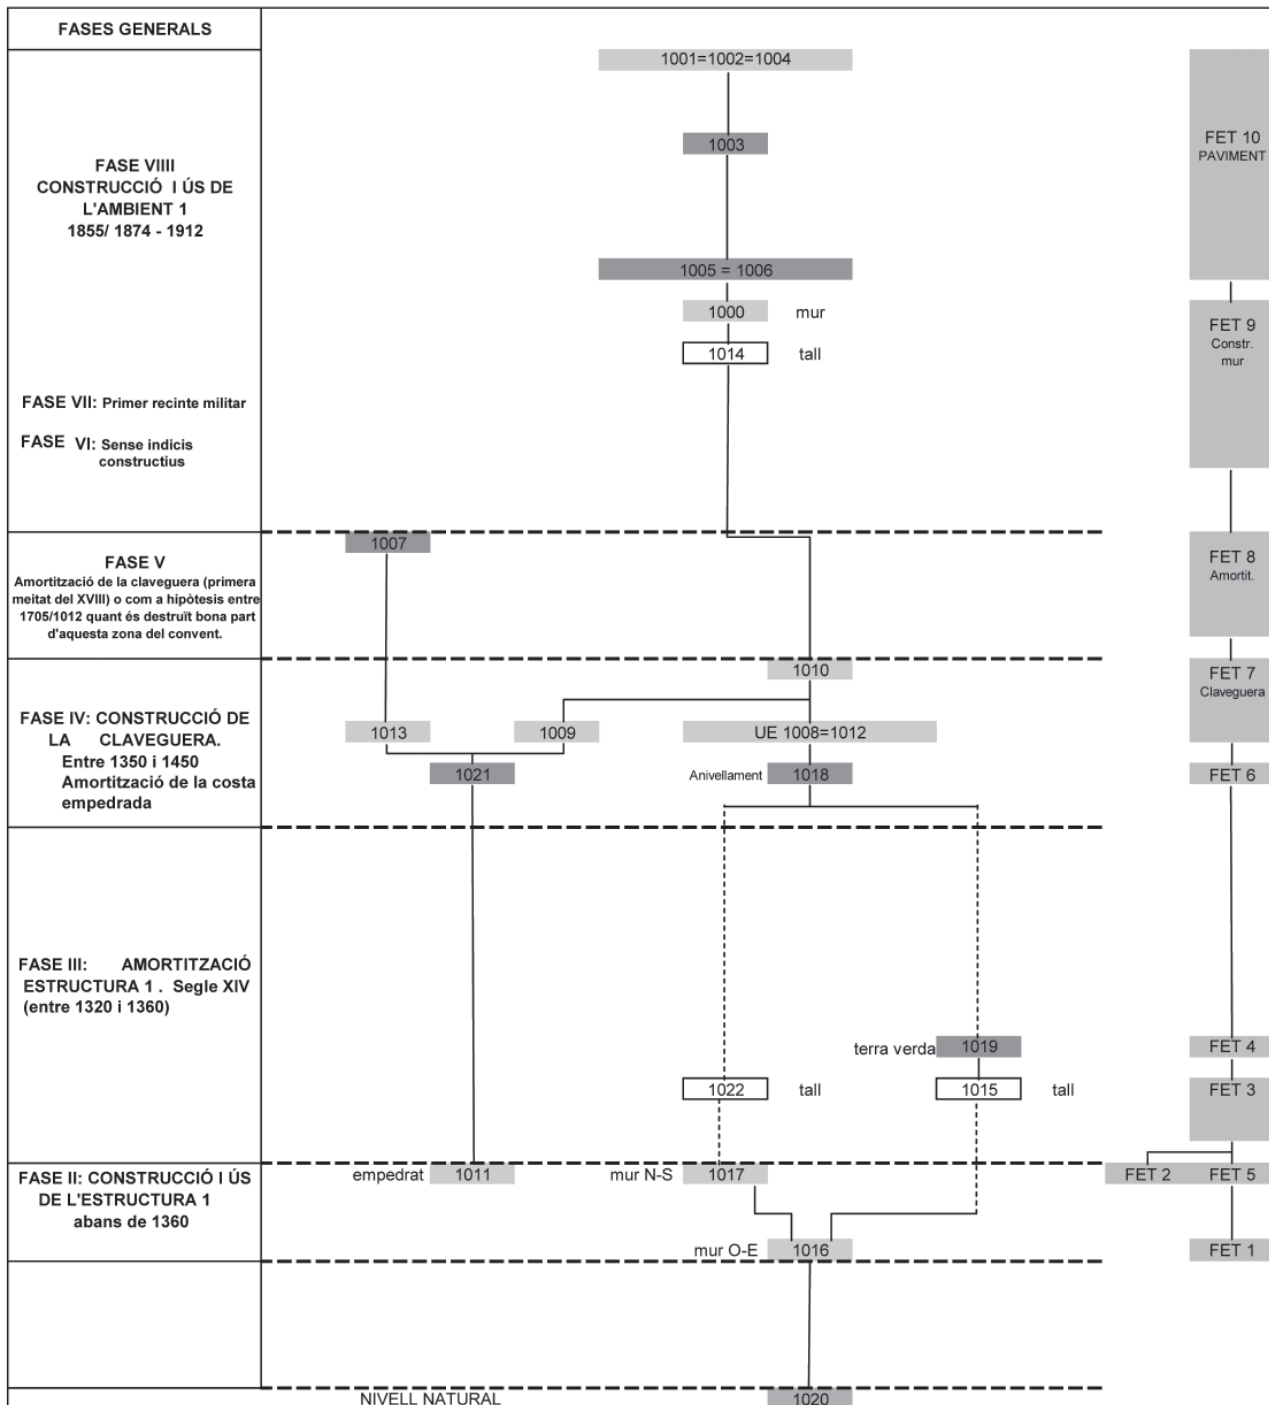 FASES GENERALS
1001=1002=1004
1003
FET 10
PAVIMENT
FASE VIIII
CONSTRUCCIÓ I ÚS DE
L'AMBIENT 1
1855/ 1874 - 1912
1005 = 1006
1000 mur
1014 tall
FET 9
Constr.
mur
FASE VII: Primer recinte militar
FASE VI: Sense indicis
constructius
1007
FASE V
Amortització de la claveguera (primera
meitat del XVIII) o com a hipòtesis entre
1705/1012 quant és destruït bona part
d'aquesta zona del convent.
FET 8
Amortit.
1010
FET 7
Claveguera
FASE IV: CONSTRUCCIÓ DE
LA CLAVEGUERA.
Entre 1350 i 1450
Amortització de la costa
empedrada
1013 1009 UE 1008=1012
1021 Anivellament 1018 FET 6
FASE III: AMORTITZACIÓ
ESTRUCTURA 1 . Segle XIV
(entre 1320 i 1360)
terra verda 1019 FET 4
1022 tall 1015 tall FET 3
FASE II: CONSTRUCCIÓ I ÚS
DE L'ESTRUCTURA 1
abans de 1360
empedrat 1011 mur N-S 1017 FET 2 FET 5
mur O-E 1016 FET 1
NIVELL NATURAL 1020